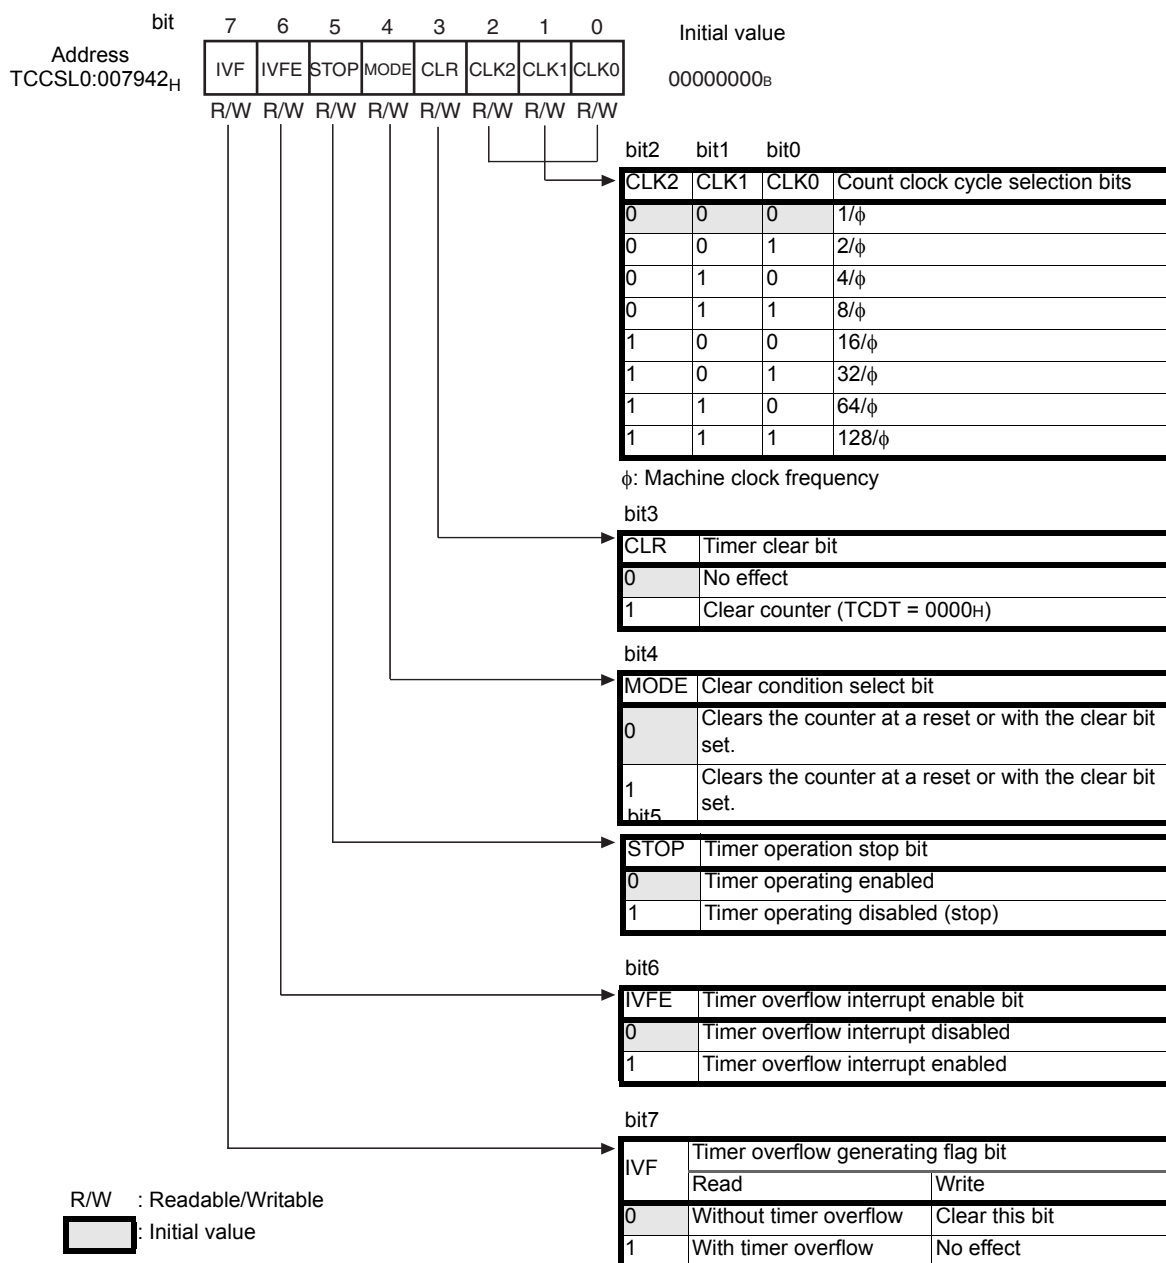 bit 7 6 5 4 3 2 1 0 Initial value
Address
TCCSL0:007942H IVF IVFE STOP MODE CLR CLK2 CLK1 CLK0 00000000B
R/W R/W R/W R/W R/W R/W R/W R/W
bit2 bit1 bit0
CLK2 CLK1 CLK0 Count clock cycle selection bits
0 0 0 1/ϕ
0 0 1 2/ϕ
0 1 0 4/ϕ
0 1 1 8/ϕ
1 0 0 16/ϕ
1 0 1 32/ϕ
1 1 0 64/ϕ
1 1 1 128/ϕ
ϕ: Machine clock frequency
bit3
CLR Timer clear bit
0 No effect
1 Clear counter (TCDT = 0000H)
bit4
MODE Clear condition select bit
0 Clears the counter at a reset or with the clear bit
set.
1 Clears the counter at a reset or with the clear bit
set.
bit5
STOP Timer operation stop bit
0 Timer operating enabled
1 Timer operating disabled (stop)
bit6
IVFE Timer overflow interrupt enable bit
0 Timer overflow interrupt disabled
1 Timer overflow interrupt enabled
bit7
IVF Timer overflow generating flag bit
Read Write
0 Without timer overflow Clear this bit
1 With timer overflow No effect
R/W : Readable/Writable
: Initial value